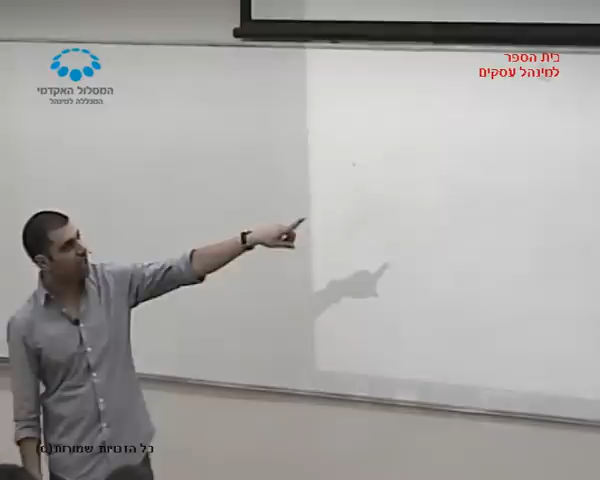 המסלול האקדמי
המכללה למינהל
בית הספר
למינהל עסקים
כל הזכויות שמורות(c)